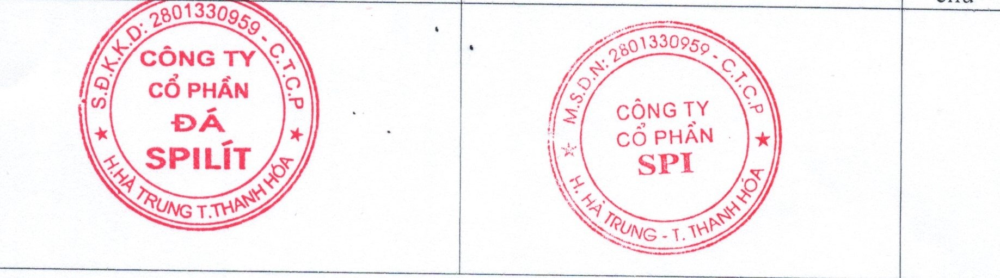 S.Đ.K.K.D: 2801330959 - C.T.C.P
CÔNG TY
CỔ PHẦN
ĐÁ
SPILÍT
★ H.HÀ TRUNG T.THANH HÓA ★
M.S.D.N: 2801330959 - C.T.C.P
CÔNG TY
CỔ PHẦN
SPI
★ H. HÀ TRUNG - T. THANH HÓA ★